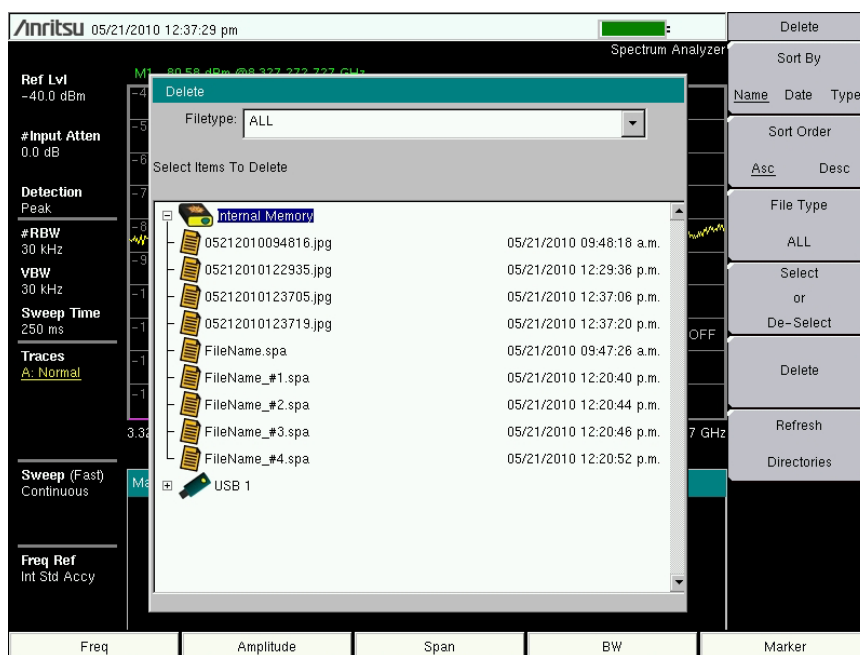 Anritsu 05/21/2010 12:37:29 pm
Spectrum Analyzer
Ref Lvl
-40.0 dBm
#Input Atten
0.0 dB
Detection
Peak
#RBW
30 kHz
VBW
30 kHz
Sweep Time
250 ms
Traces
A: Normal
Sweep (Fast)
Continuous
Freq Ref
Int Std Accy
Delete
Filetype: ALL
Select Items To Delete
Internal Memory
05212010094816.jpg 05/21/2010 09:48:18 a.m.
05212010122935.jpg 05/21/2010 12:29:36 p.m.
05212010123705.jpg 05/21/2010 12:37:06 p.m.
05212010123719.jpg 05/21/2010 12:37:20 p.m.
FileName.spa 05/21/2010 09:47:26 a.m.
FileName_#1.spa 05/21/2010 12:20:40 p.m.
FileName_#2.spa 05/21/2010 12:20:44 p.m.
FileName_#3.spa 05/21/2010 12:20:46 p.m.
FileName_#4.spa 05/21/2010 12:20:52 p.m.
USB 1
OFF
GHz
Delete
Sort By
Name Date Type
Sort Order
Asc Desc
File Type
ALL
Select
or
De-Select
Delete
Refresh
Directories
Freq Amplitude Span BW Marker